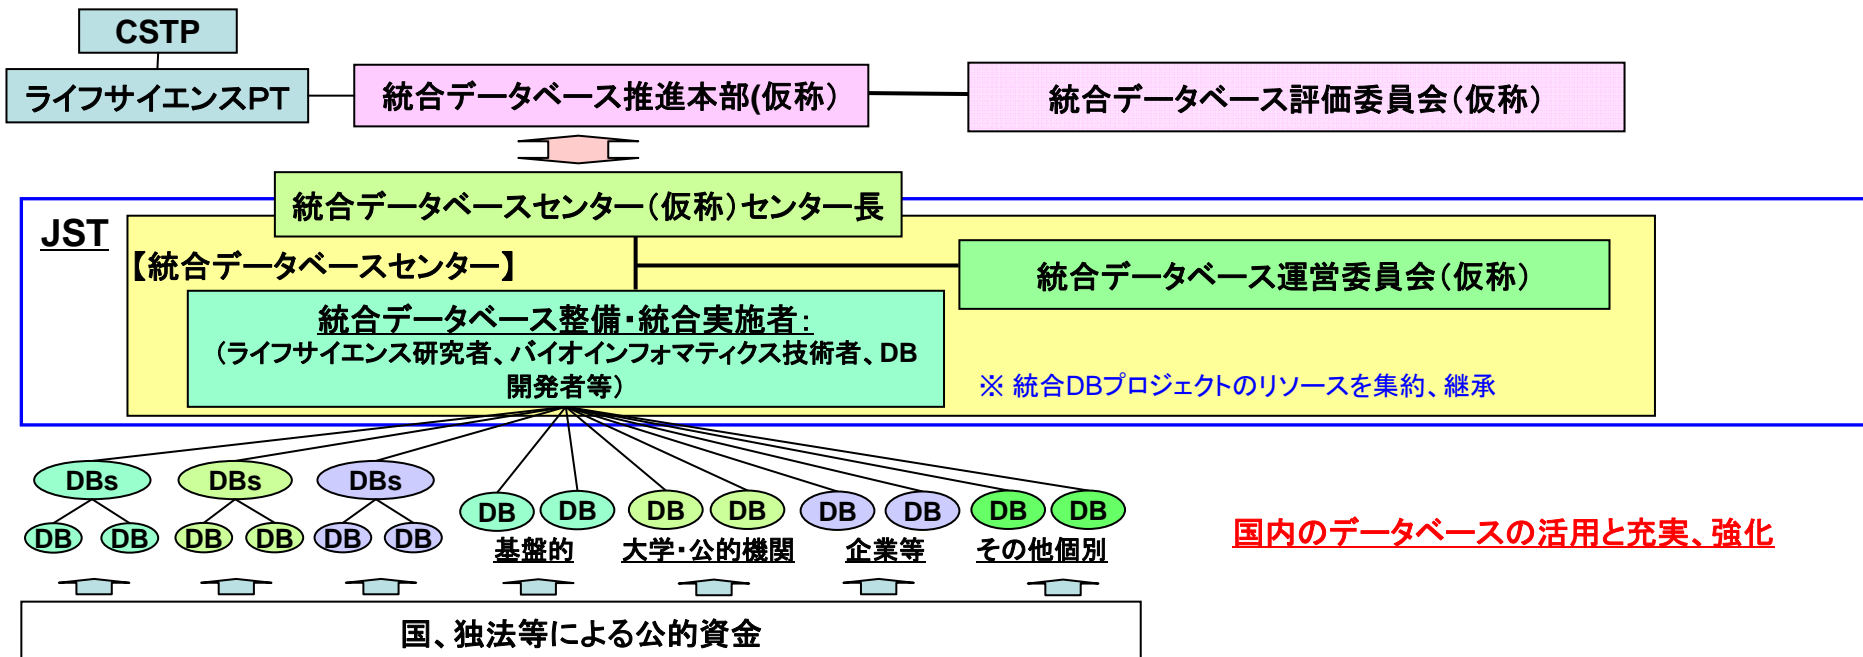 CSTP
ライフサイエンスPT
統合データベース推進本部(仮称）
統合データベース評価委員会（仮称）
統合データベースセンター（仮称）センター長
JST
【統合データベースセンター】
統合データベース運営委員会（仮称）
統合データベース整備・統合実施者：
（ライフサイエンス研究者、バイオインフォマティクス技術者、DB
開発者等）
※ 統合DBプロジェクトのリソースを集約、継承
DBs DBs DBs
DB DB DB DB DB DB DB DB
DB DB DB DB DB DB
基盤的 大学・公的機関 企業等 その他個別
国内のデータベースの活用と充実、強化
国、独法等による公的資金